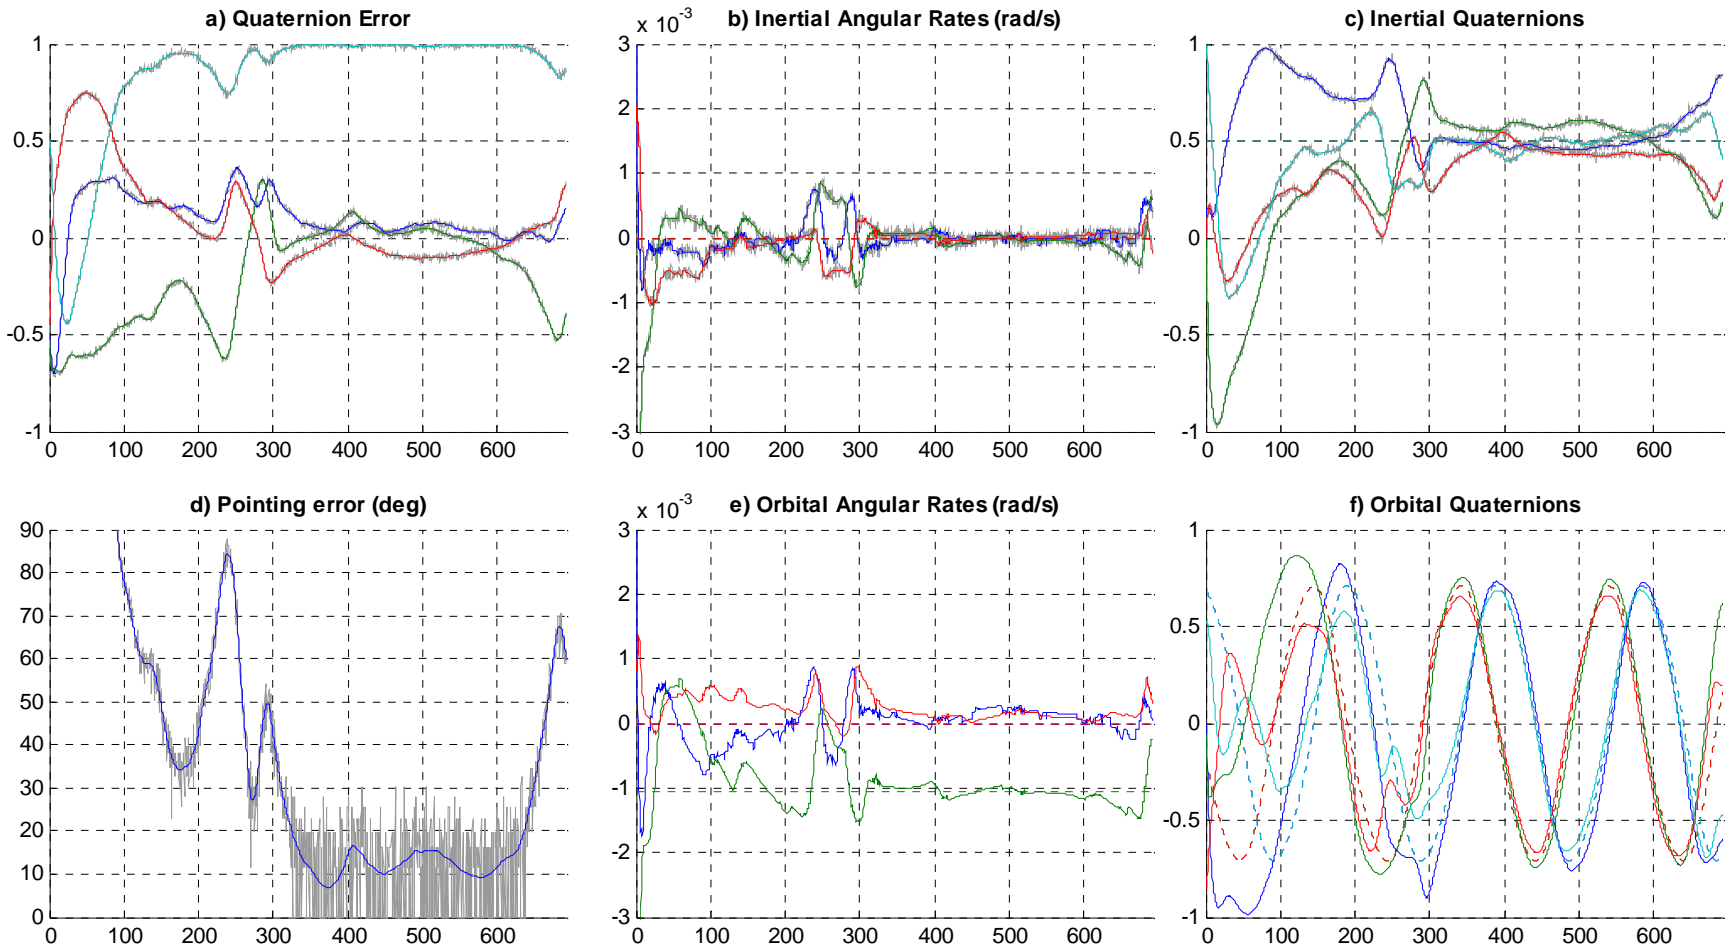 a) Quaternion Error
1
0.5
0
-0.5
-1
0 100 200 300 400 500 600
b) Inertial Angular Rates (rad/s)
x 10^-3
3
2
1
0
-1
-2
-3
0 100 200 300 400 500 600
c) Inertial Quaternions
1
0.5
0
-0.5
-1
0 100 200 300 400 500 600
d) Pointing error (deg)
90
80
70
60
50
40
30
20
10
0
0 100 200 300 400 500 600
e) Orbital Angular Rates (rad/s)
x 10^-3
3
2
1
0
-1
-2
-3
0 100 200 300 400 500 600
f) Orbital Quaternions
1
0.5
0
-0.5
-1
0 100 200 300 400 500 600